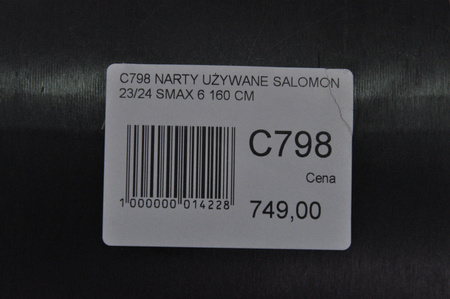 C798 NARTY UŻYWANE SALOMON
23/24 SMAX 6 160 CM
C798
Cena
749,00
1 000000 014228